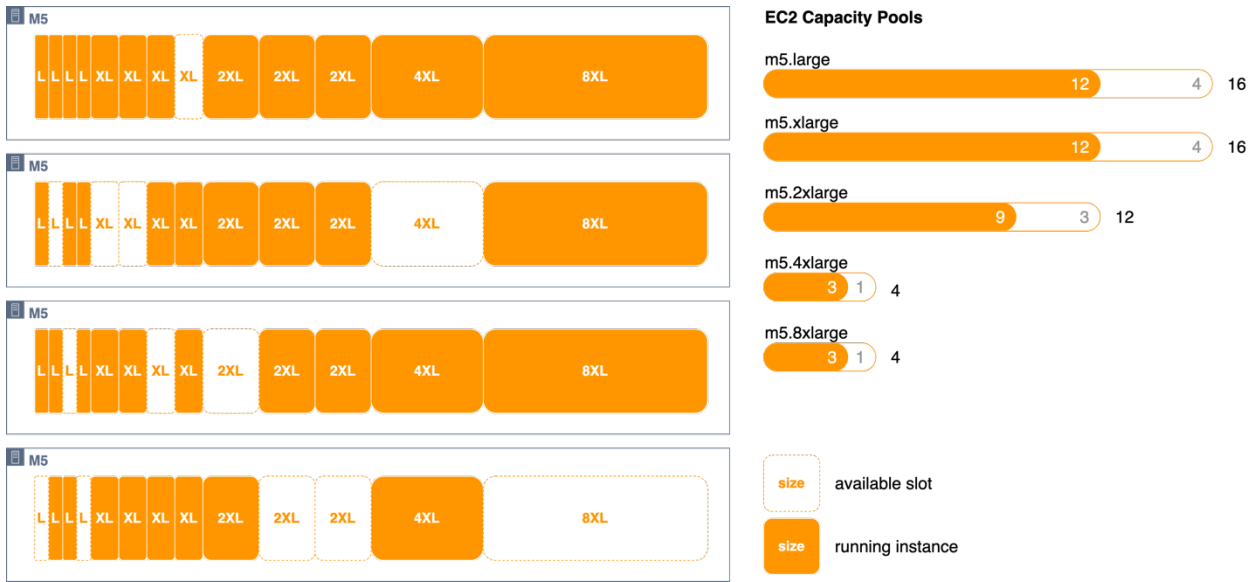 M5
L L L L XL XL XL XL 2XL 2XL 2XL 4XL 8XL
M5
L L L L XL XL XL XL 2XL 2XL 2XL 4XL 8XL
M5
L L L L XL XL XL XL 2XL 2XL 2XL 4XL 8XL
M5
L L L L XL XL XL XL 2XL 2XL 2XL 4XL 8XL
EC2 Capacity Pools
m5.large
12 4 16
m5.xlarge
12 4 16
m5.2xlarge
9 3 12
m5.4xlarge
3 1 4
m5.8xlarge
3 1 4
size available slot
size running instance